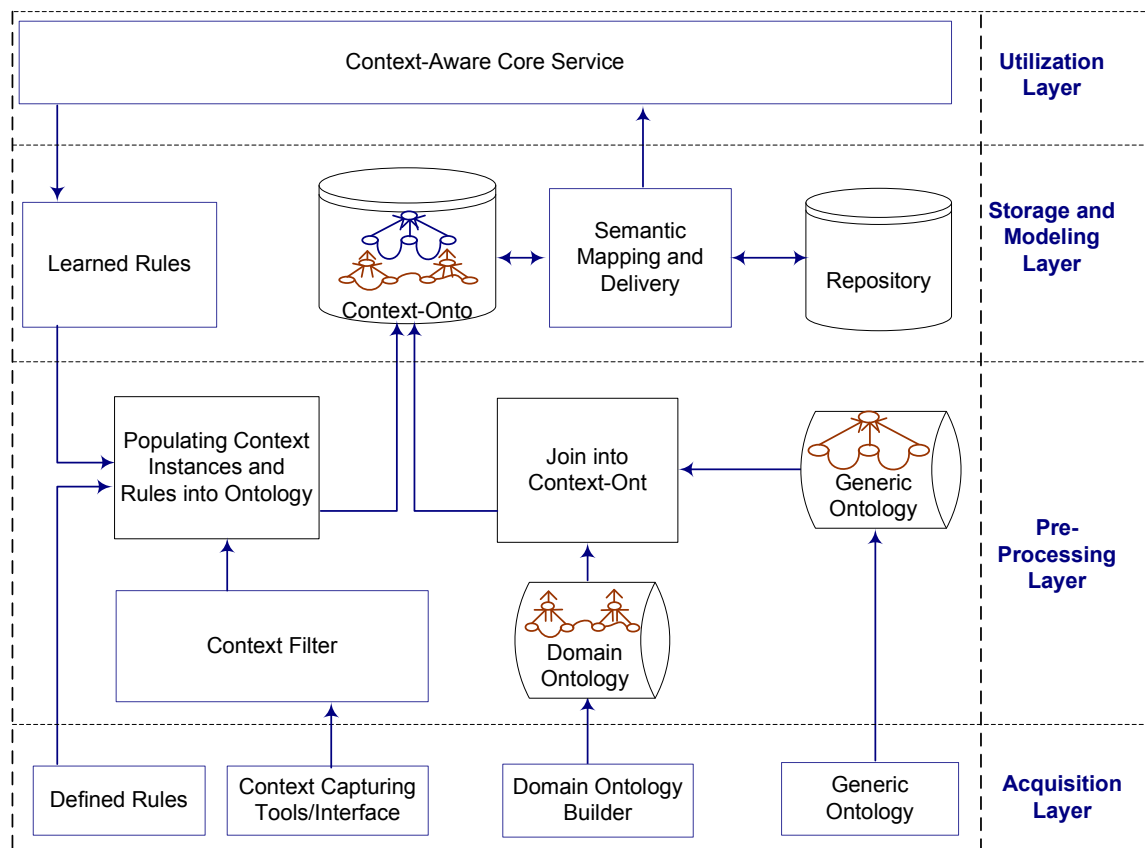 Context-Aware Core Service
Utilization
Layer
Learned Rules
Context-Onto
Semantic
Mapping and
Delivery
Repository
Storage and
Modeling
Layer
Populating Context
Instances and
Rules into Ontology
Join into
Context-Ont
Generic
Ontology
Context Filter
Domain
Ontology
Pre-
Processing
Layer
Defined Rules
Context Capturing
Tools/Interface
Domain Ontology
Builder
Generic
Ontology
Acquisition
Layer